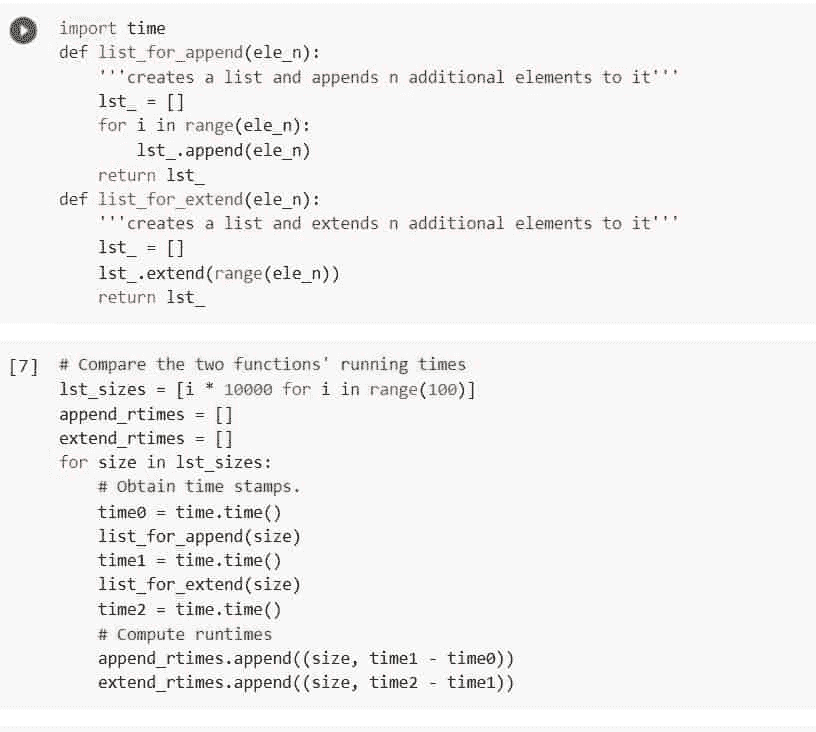 import time
def list_for_append(ele_n):
    '''creates a list and appends n additional elements to it'''
    lst_ = []
    for i in range(ele_n):
        lst_.append(ele_n)
    return lst_
def list_for_extend(ele_n):
    '''creates a list and extends n additional elements to it'''
    lst_ = []
    lst_.extend(range(ele_n))
    return lst_
[7] # Compare the two functions' running times
lst_sizes = [i * 10000 for i in range(100)]
append_rtimes = []
extend_rtimes = []
for size in lst_sizes:
    # Obtain time stamps.
    time0 = time.time()
    list_for_append(size)
    time1 = time.time()
    list_for_extend(size)
    time2 = time.time()
    # Compute runtimes
    append_rtimes.append((size, time1 - time0))
    extend_rtimes.append((size, time2 - time1))